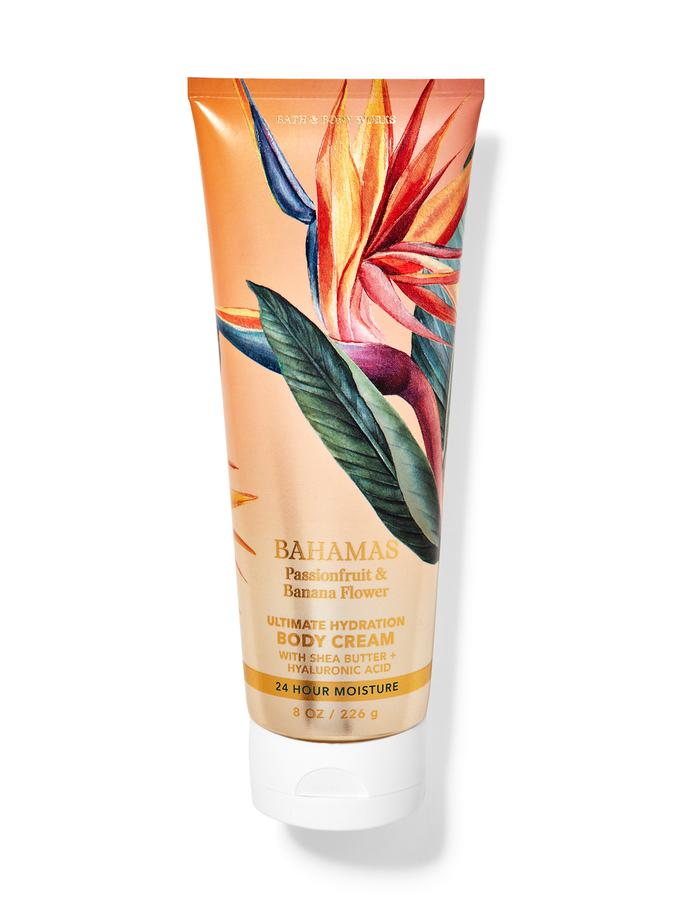 BATH & BODY WORKS
BAHAMAS
Passionfruit &
Banana Flower
ULTIMATE HYDRATION
BODY CREAM
WITH SHEA BUTTER +
HYALURONIC ACID
24 HOUR MOISTURE
8 OZ / 226 g